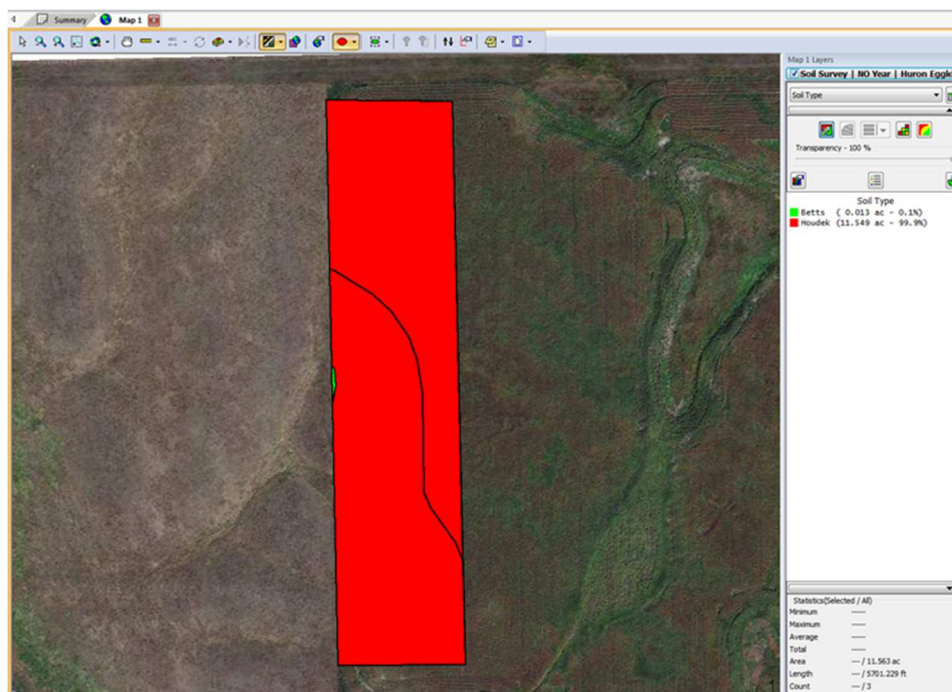 Summary
Map 1
Map 1 Layers
Soil Survey | NO Year | Huron Eggle
Soil Type
Transparency - 100 %
Soil Type
Betts ( 0.013 ac - 0.1%)
Houdek (11.549 ac - 99.9%)
Statistics(Selected / All)
Minimum -----
Maximum -----
Average -----
Total -----
Area --- / 11.563 ac
Length --- / 5701.229 ft
Count --- / 3